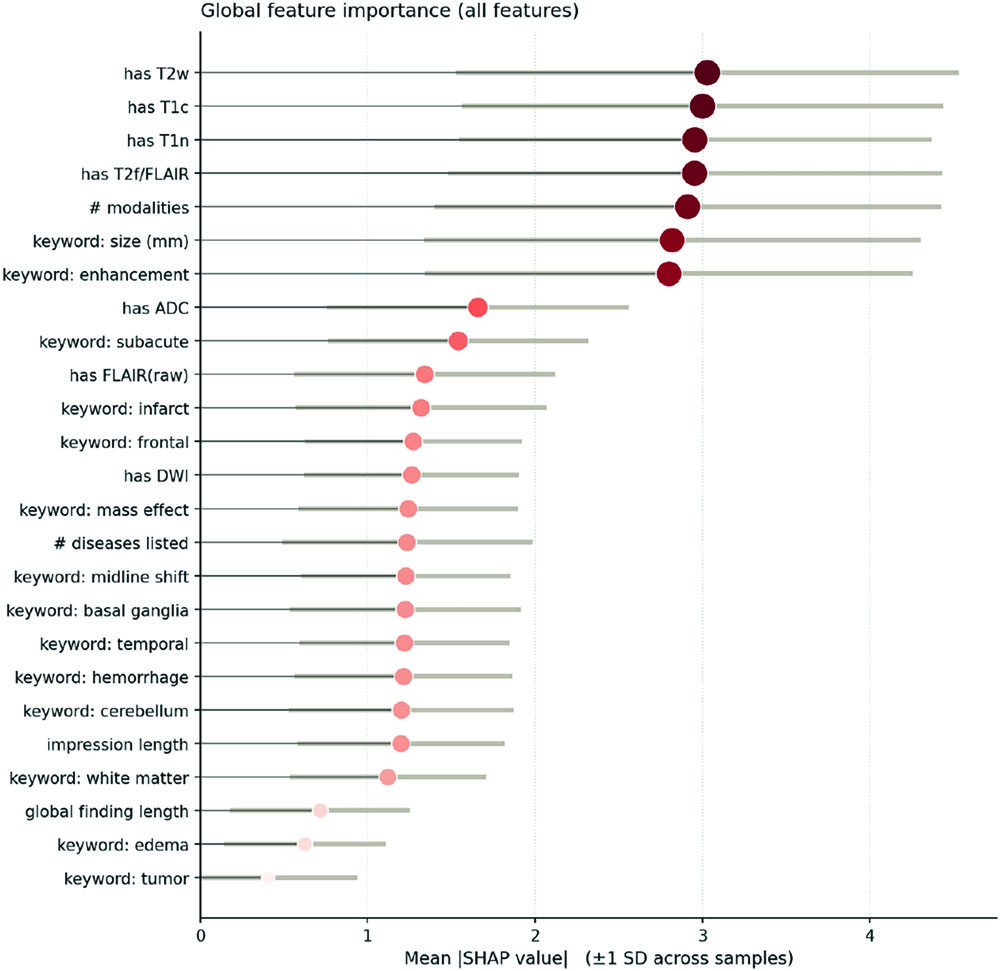 Global feature importance (all features)
has T2w
has T1c
has T1n
has T2f/FLAIR
# modalities
keyword: size (mm)
keyword: enhancement
has ADC
keyword: subacute
has FLAIR(raw)
keyword: infarct
keyword: frontal
has DWI
keyword: mass effect
# diseases listed
keyword: midline shift
keyword: basal ganglia
keyword: temporal
keyword: hemorrhage
keyword: cerebellum
impression length
keyword: white matter
global finding length
keyword: edema
keyword: tumor
0 1 2 3 4
Mean |SHAP value| (±1 SD across samples)